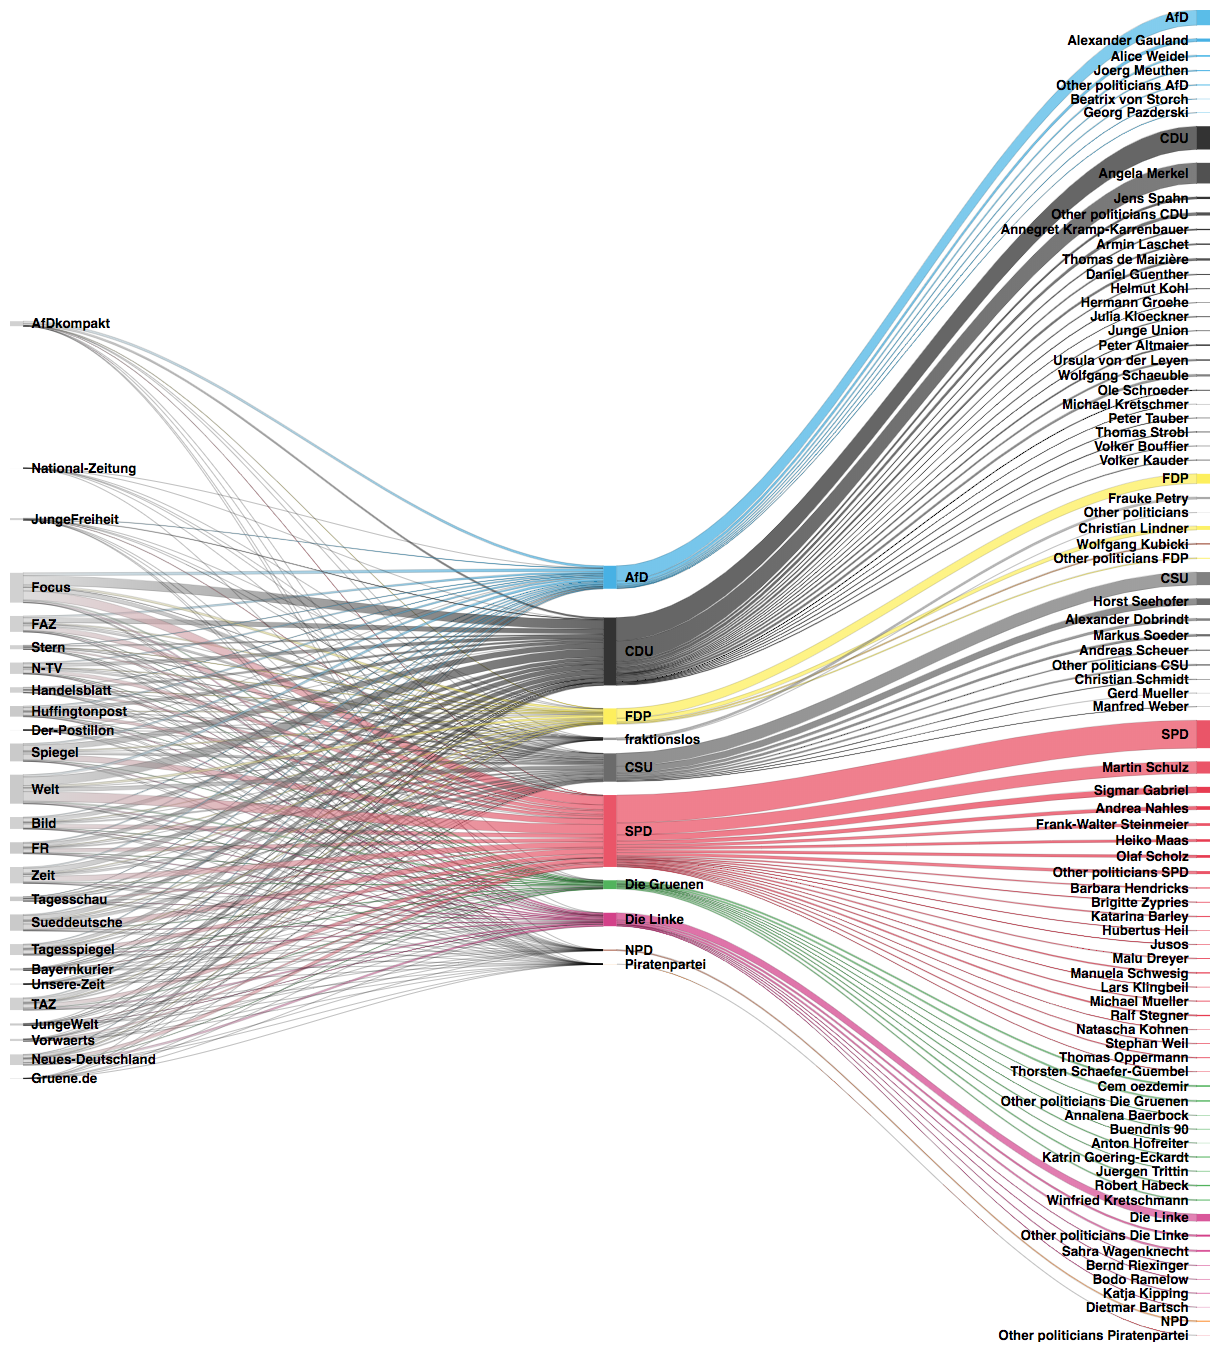 AfDkompakt
National-Zeitung
JungeFreiheit
Focus
FAZ
Stern
N-TV
Handelsblatt
Huffingtonpost
Der-Postillon
Spiegel
Welt
Bild
FR
Zeit
Tagesschau
Sueddeutsche
Tagesspiegel
Bayernkurier
Unsere-Zeit
TAZ
JungeWelt
Vorwaerts
Neues-Deutschland
Gruene.de
AfD
CDU
FDP
fraktionslos
CSU
SPD
Die Gruenen
Die Linke
NPD
Piratenpartei
AfD
Alexander Gauland
Alice Weidel
Joerg Meuthen
Other politicians AfD
Beatrix von Storch
Georg Pazderski
CDU
Angela Merkel
Jens Spahn
Other politicians CDU
Annegret Kramp-Karrenbauer
Armin Laschet
Thomas de Maizière
Daniel Guenther
Helmut Kohl
Hermann Groehe
Julia Kloeckner
Junge Union
Peter Altmaier
Ursula von der Leyen
Wolfgang Schaeuble
Ole Schroeder
Michael Kretschmer
Peter Tauber
Thomas Strobl
Volker Bouffier
Volker Kauder
FDP
Frauke Petry
Other politicians
Christian Lindner
Wolfgang Kubicki
Other politicians FDP
CSU
Horst Seehofer
Alexander Dobrindt
Markus Soeder
Andreas Scheuer
Other politicians CSU
Christian Schmidt
Gerd Mueller
Manfred Weber
SPD
Martin Schulz
Sigmar Gabriel
Andrea Nahles
Frank-Walter Steinmeier
Heiko Maas
Olaf Scholz
Other politicians SPD
Barbara Hendricks
Brigitte Zypries
Katarina Barley
Hubertus Heil
Jusos
Malu Dreyer
Manuela Schwesig
Lars Klingbeil
Michael Mueller
Ralf Stegner
Natascha Kohnen
Stephan Weil
Thomas Oppermann
Thorsten Schaefer-Guembel
Cem oezdemir
Other politicians Die Gruenen
Annalena Baerbock
Buendnis 90
Anton Hofreiter
Katrin Goering-Eckardt
Juergen Trittin
Robert Habeck
Winfried Kretschmann
Die Linke
Other politicians Die Linke
Sahra Wagenknecht
Bernd Riexinger
Bodo Ramelow
Katja Kipping
Dietmar Bartsch
NPD
Other politicians Piratenpartei